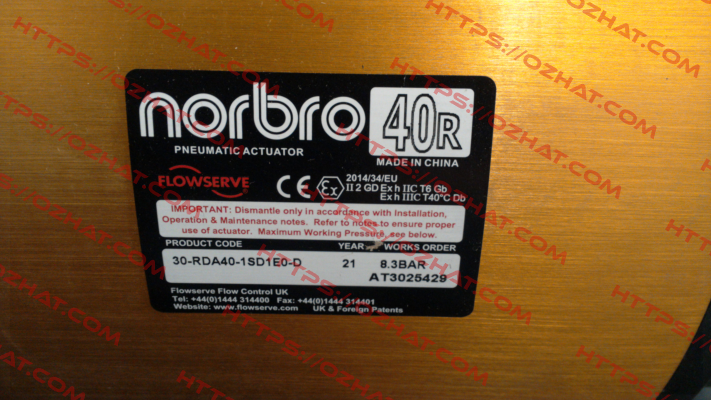 norbro
40R
PNEUMATIC ACTUATOR
MADE IN CHINA
FLOWSERVE
CE Ex
2014/34/EU
II 2 GD Ex h IIC T6 Gb
Ex h IIIC T40°C Db
IMPORTANT: Dismantle only in accordance with Installation,
Operation & Maintenance notes. Refer to notes to ensure proper
use of actuator. Maximum Working Pressure, see below.
PRODUCT CODE YEAR WORKS ORDER
30-RDA40-1SD1E0-D 21 8.3BAR
AT3025429
Flowserve Flow Control UK
Tel: +44(0)1444 314400 Fax: +44(0)1444 314401
Website: www.flowserve.com UK & Foreign Patents
HTTPS://OZHAT.COM